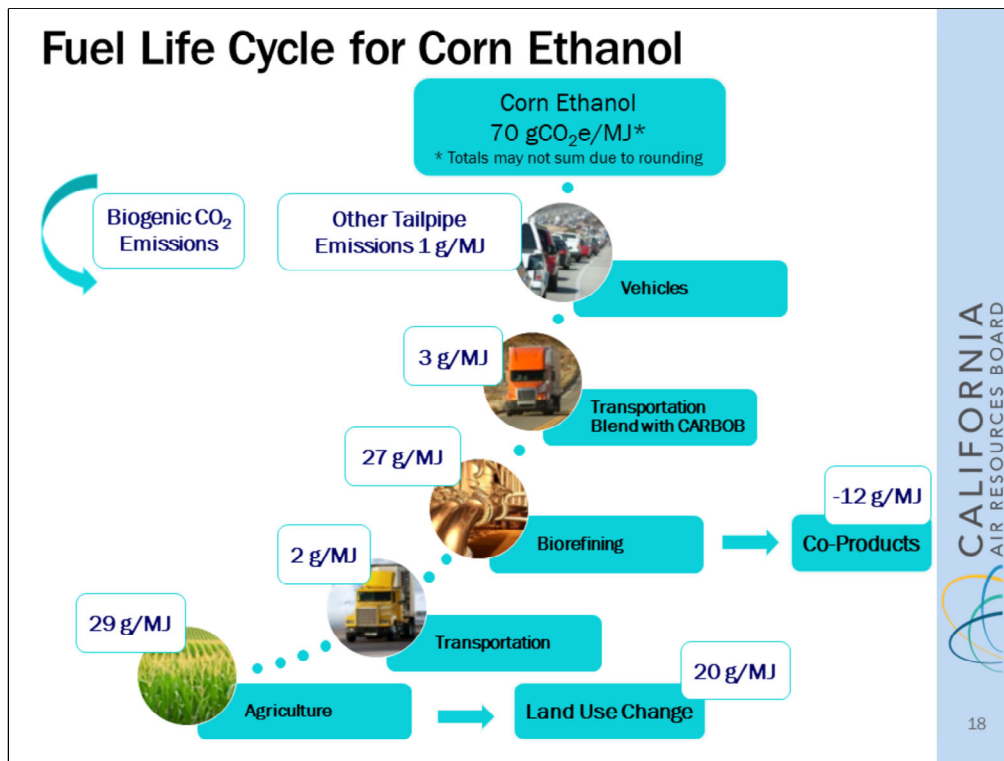 Fuel Life Cycle for Corn Ethanol
Corn Ethanol
70 gCO₂e/MJ*
* Totals may not sum due to rounding
Biogenic CO₂
Emissions
Other Tailpipe
Emissions 1 g/MJ
Vehicles
3 g/MJ
Transportation
Blend with CARBOB
27 g/MJ
Biorefining
-12 g/MJ
Co-Products
2 g/MJ
Transportation
29 g/MJ
Agriculture
20 g/MJ
Land Use Change
CALIFORNIA
AIR RESOURCES BOARD
18